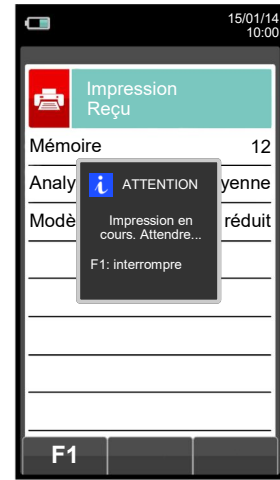 15/01/14
10:00
Impression
Reçu
Mémoire 12
Analy yenne
ATTENTION
Modè réduit
Impression en
cours. Attendre...
F1: interrompre
F1